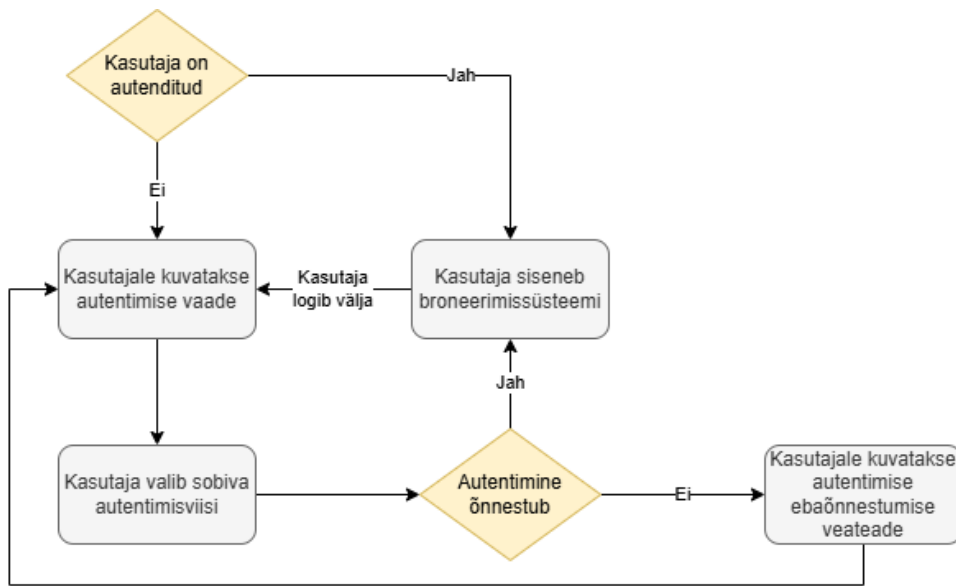 Kasutaja on
autenditud
Jah
Ei
Kasutajale kuvatakse
autentimise vaade
Kasutaja
logib välja
Kasutaja siseneb
broneerimissüsteemi
Jah
Kasutaja valib sobiva
autentimisviisi
Autentimine
õnnestub
Ei
Kasutajale kuvatakse
autentimise
ebaõnnestumise
veateade